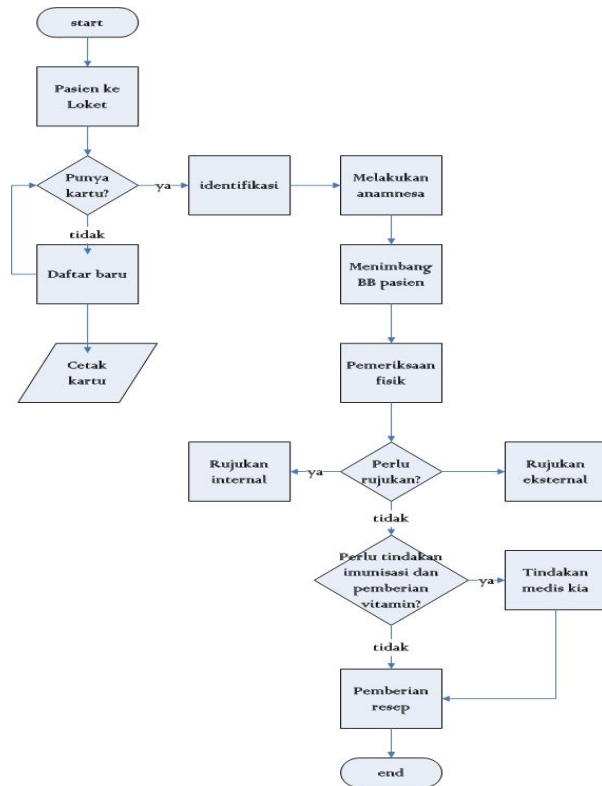 start
Pasien ke
Loket
Punya
kartu?
ya
identifikasi
Melakukan
anamnesa
tidak
Daftar baru
Menimbang
BB pasien
Cetak
kartu
Pemeriksaan
fisik
Rujukan
internal
ya
Perlu
rujukan?
Rujukan
eksternal
tidak
Perlu tindakan
imunisasi dan
pemberian
vitamin?
ya
Tindakan
medis kia
tidak
Pemberian
resep
end